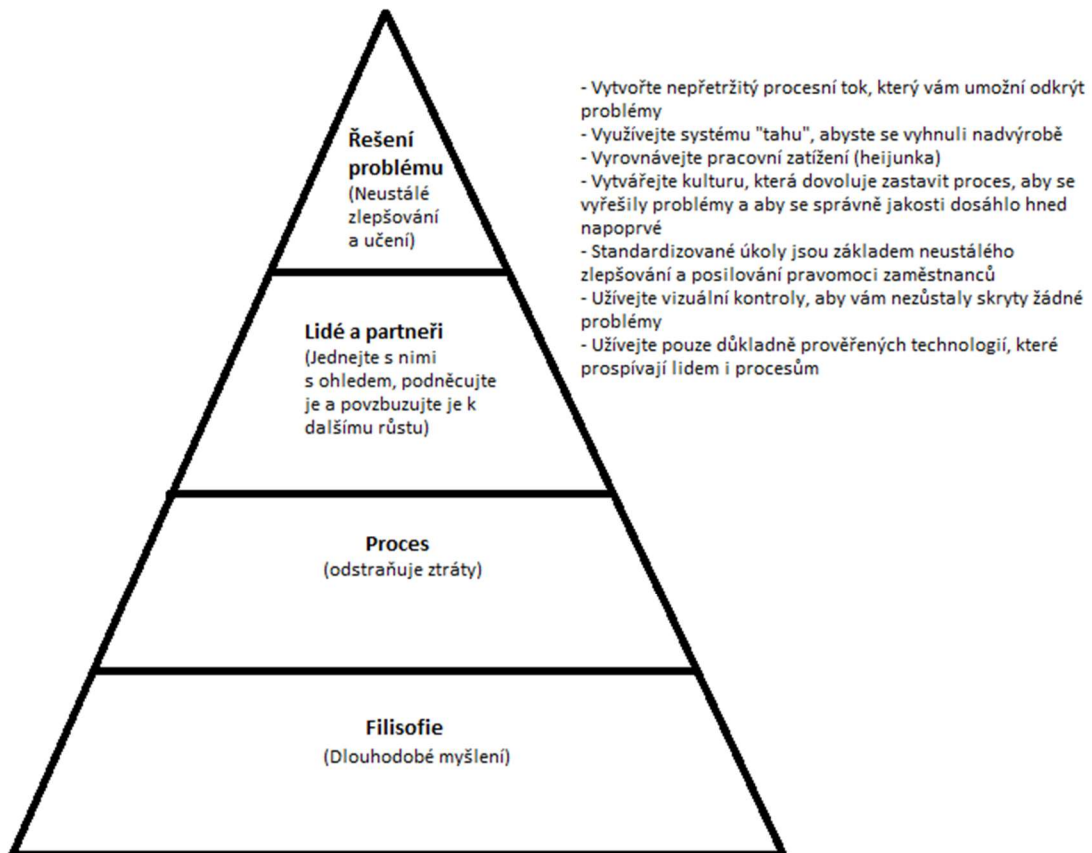 Řešení
problému
(Neustálé
zlepšování
a učení)
Lidé a partneři
(Jednejte s nimi
s ohledem, podněcujte
je a povzbuzujte je k
dalšímu růstu)
Proces
(odstraňuje ztráty)
Filisofie
(Dlouhodobé myšlení)
- Vytvořte nepřetržitý procesní tok, který vám umožní odkrýt
problémy
- Využívejte systému "tahu", abyste se vyhnuli nadvýrobě
- Vyrovnávejte pracovní zatížení (heijunka)
- Vytvářejte kulturu, která dovoluje zastavit proces, aby se
vyřešily problémy a aby se správně jakosti dosáhlo hned
napoprvé
- Standardizované úkoly jsou základem neustálého
zlepšování a posilování pravomoci zaměstnanců
- Užívejte vizuální kontroly, aby vám nezůstaly skryty žádné
problémy
- Užívejte pouze důkladně prověřených technologií, které
prospívají lidem i procesům